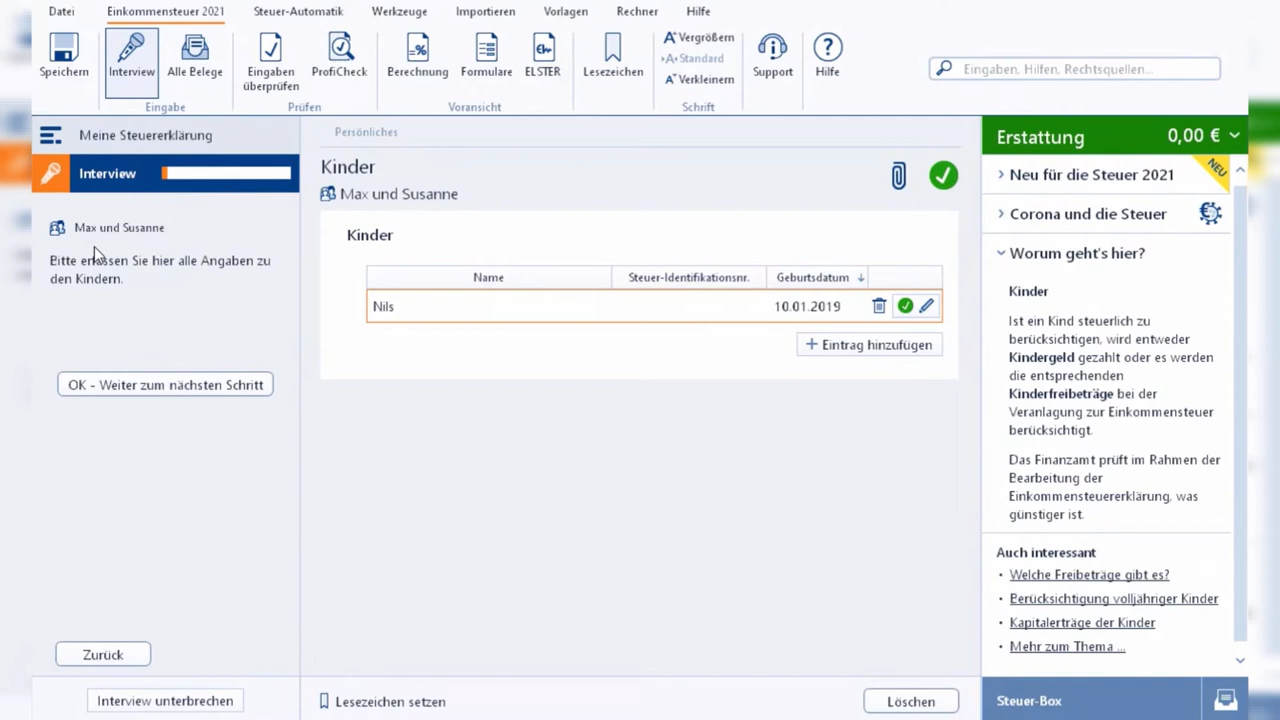 Datei Einkommensteuer 2021 Steuer-Automatik Werkzeuge Importieren Vorlagen Rechner Hilfe
Speichern Interview Alle Belege Eingaben überprüfen ProfiCheck Berechnung Formulare ELSTER Lesezeichen Vergrößern Standard Verkleinern Support Hilfe
Eingabe Prüfen Voransicht Schrift
Eingaben, Hilfen, Rechtsquellen...
Meine Steuererklärung
Interview
Max und Susanne
Bitte erfassen Sie hier alle Angaben zu
den Kindern.
OK - Weiter zum nächsten Schritt
Zurück
Interview unterbrechen
Persönliches
Kinder
Max und Susanne
Kinder
Name Steuer-Identifikationsnr. Geburtsdatum
Nils 10.01.2019
Eintrag hinzufügen
Lesezeichen setzen
Löschen
Erstattung 0,00 €
Neu für die Steuer 2021
NEU
Corona und die Steuer
Worum geht's hier?
Kinder
Ist ein Kind steuerlich zu
berücksichtigen, wird entweder
Kindergeld gezahlt oder es werden
die entsprechenden
Kinderfreibeträge bei der
Veranlagung zur Einkommensteuer
berücksichtigt.
Das Finanzamt prüft im Rahmen der
Bearbeitung der
Einkommensteuererklärung, was
günstiger ist.
Auch interessant
Welche Freibeträge gibt es?
Berücksichtigung volljähriger Kinder
Kapitalerträge der Kinder
Mehr zum Thema ...
Steuer-Box